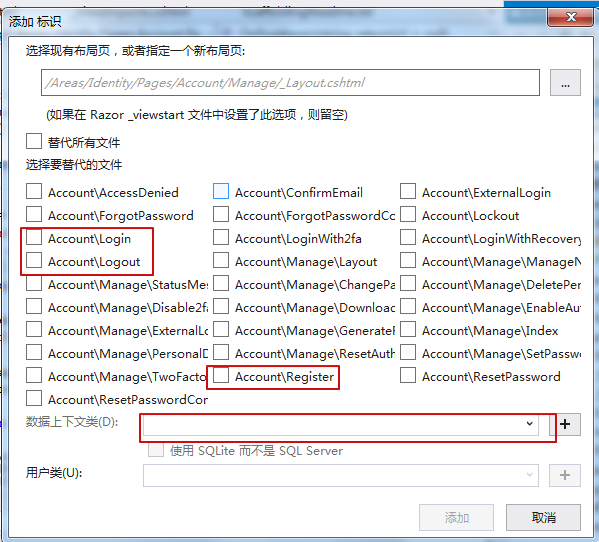 添加 标识
选择现有布局页，或者指定一个新布局页:
/Areas/Identity/Pages/Account/Manage/_Layout.cshtml
...
(如果在 Razor _viewstart 文件中设置了此选项，则留空)
替代所有文件
选择要替代的文件
Account\AccessDenied Account\ConfirmEmail Account\ExternalLogin
Account\ForgotPassword Account\ForgotPasswordCo Account\Lockout
Account\Login Account\LoginWith2fa Account\LoginWithRecovery
Account\Logout Account\Manage\Layout Account\Manage\ManageN
Account\Manage\StatusMes Account\Manage\ChangePa Account\Manage\DeletePer
Account\Manage\Disable2fa Account\Manage\Downloa Account\Manage\EnableAut
Account\Manage\ExternalLo Account\Manage\GenerateR Account\Manage\Index
Account\Manage\PersonalD Account\Manage\ResetAuth Account\Manage\SetPasswo
Account\Manage\TwoFacto Account\Register Account\ResetPassword
Account\ResetPasswordCon
数据上下文类(D): +
使用 SQLite 而不是 SQL Server
用户类(U): +
添加 取消